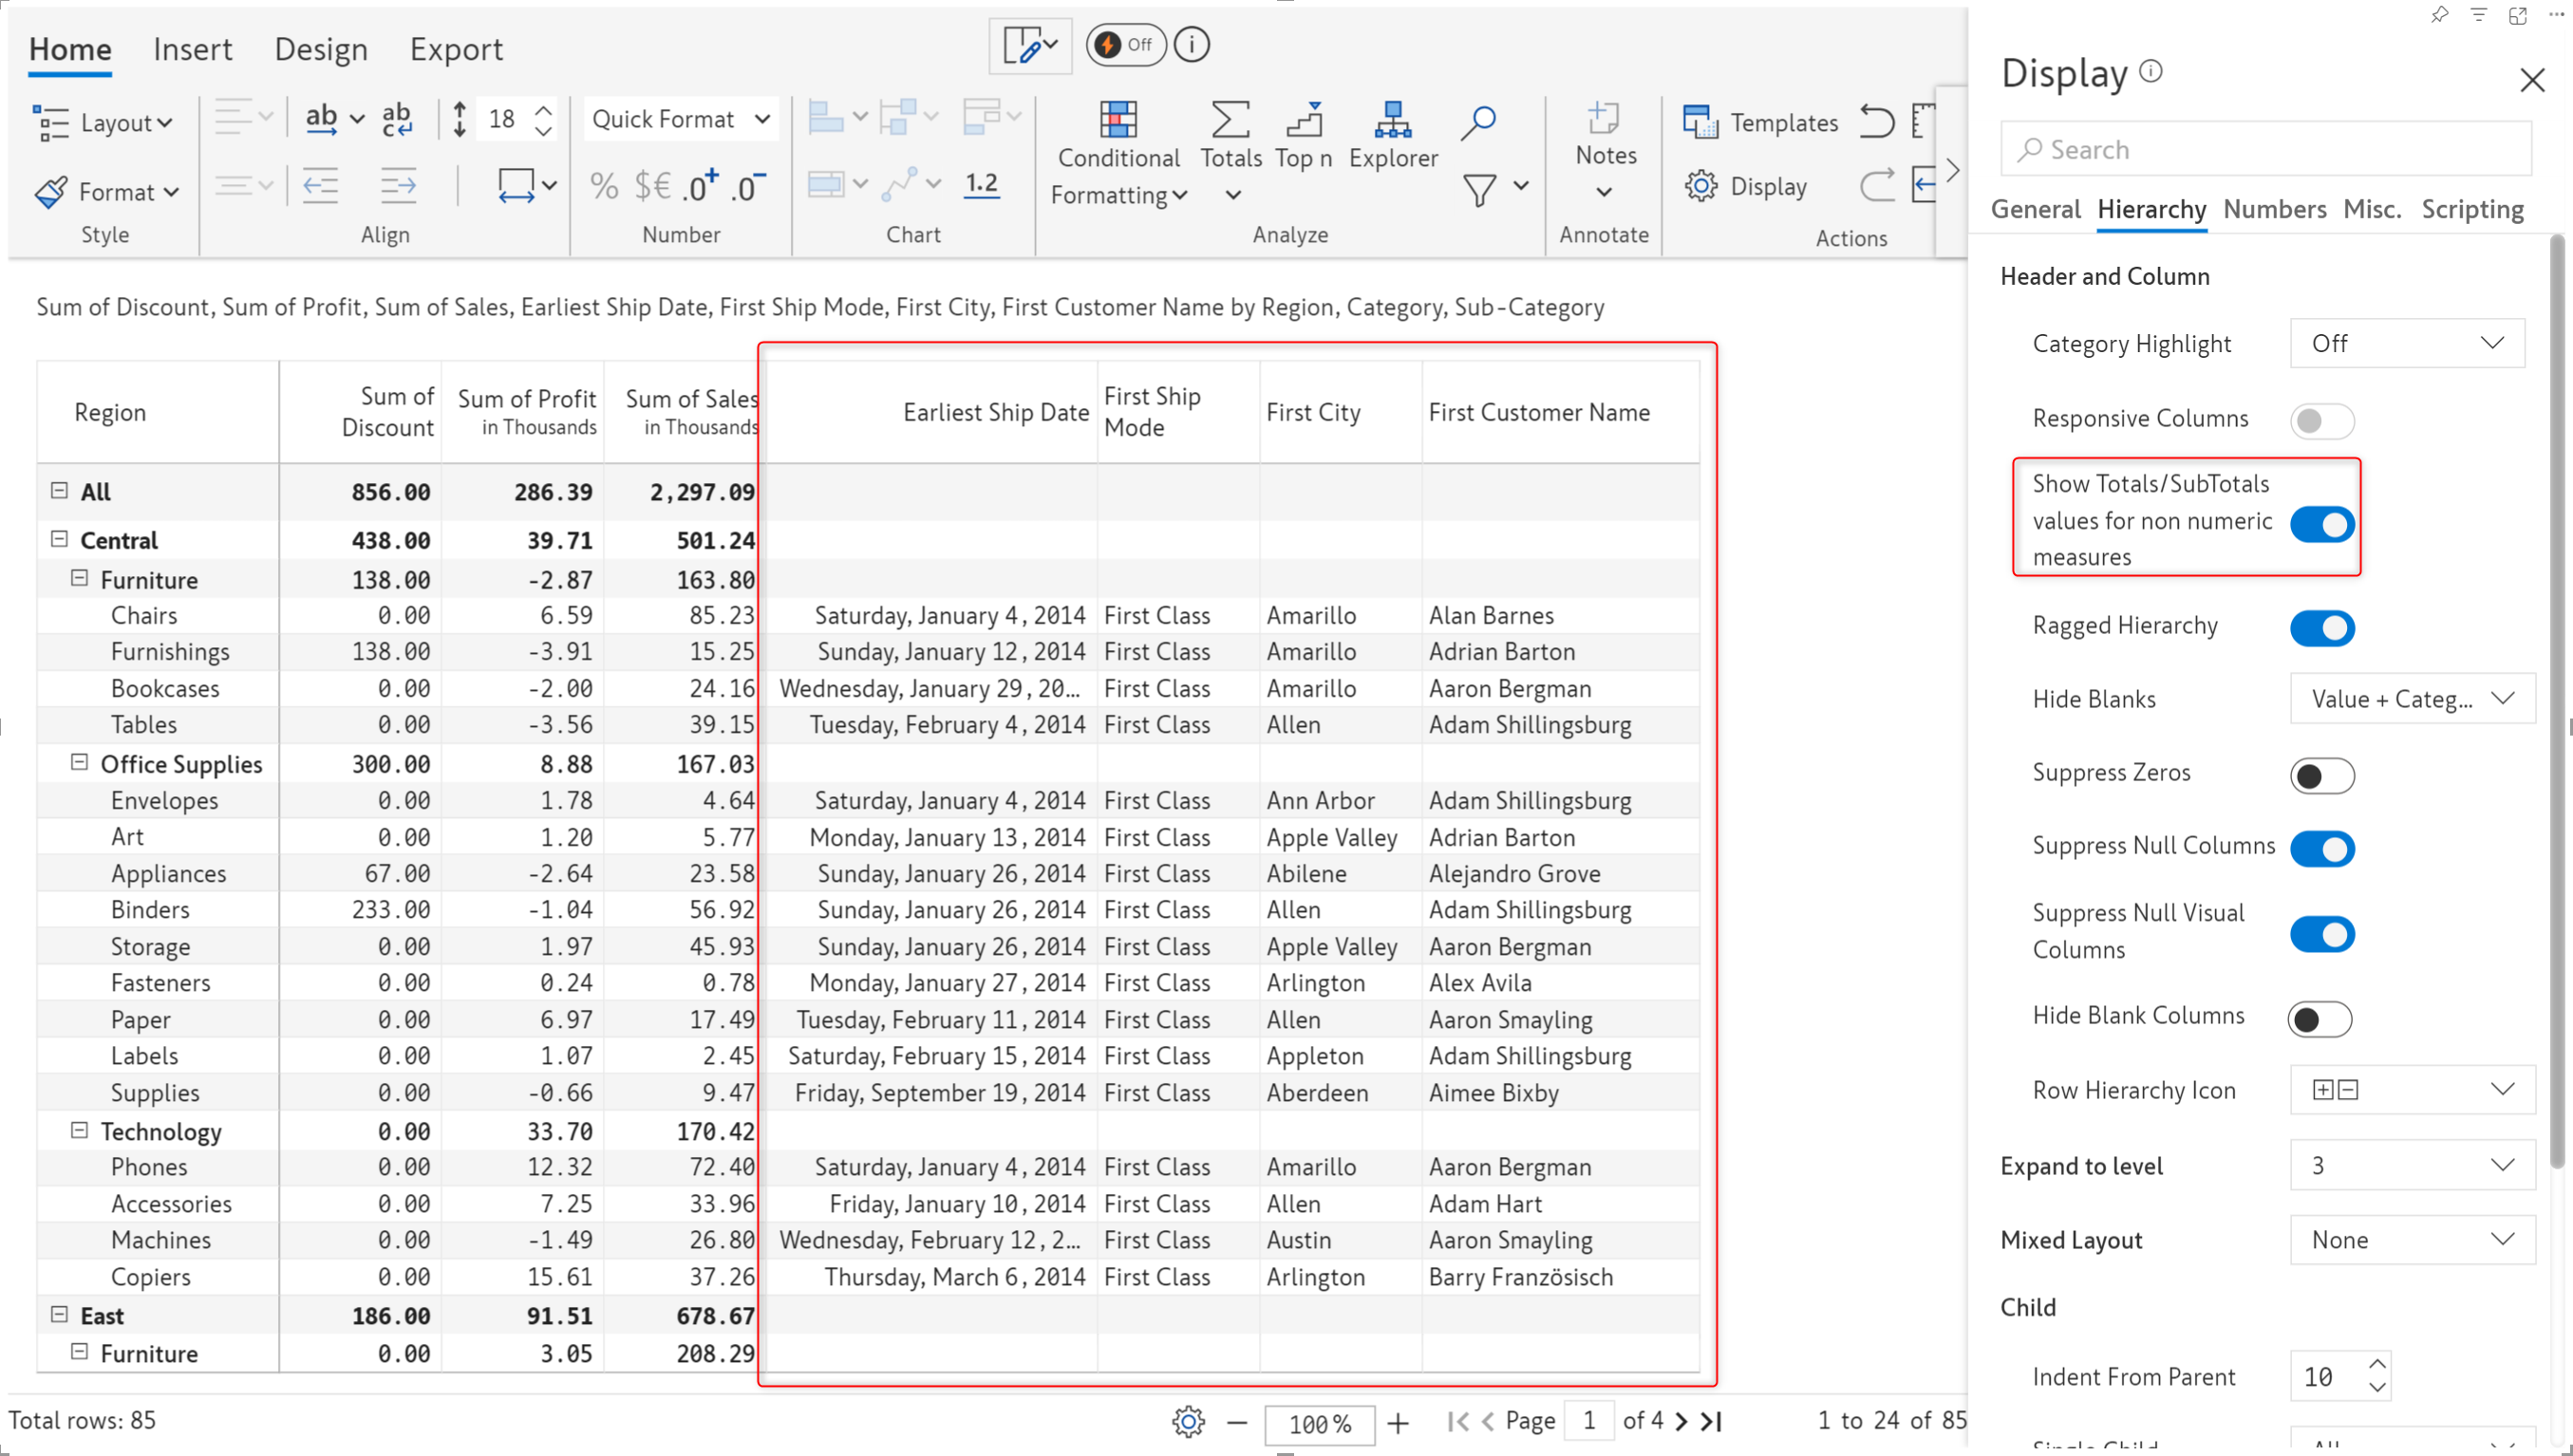 Home Insert Design Export Off
Layout ab ab c 18 Quick Format
Format % $€ .0+ .0- 1.2
Conditional Formatting Totals Top n Explorer
Notes
Templates
Display
Style Align Number Chart Analyze Annotate Actions
Sum of Discount, Sum of Profit, Sum of Sales, Earliest Ship Date, First Ship Mode, First City, First Customer Name by Region, Category, Sub-Category
Region Sum of Discount Sum of Profit in Thousands Sum of Sales in Thousands Earliest Ship Date First Ship Mode First City First Customer Name
All 856.00 286.39 2,297.09
Central 438.00 39.71 501.24
Furniture 138.00 -2.87 163.80
Chairs 0.00 6.59 85.23 Saturday, January 4, 2014 First Class Amarillo Alan Barnes
Furnishings 138.00 -3.91 15.25 Sunday, January 12, 2014 First Class Amarillo Adrian Barton
Bookcases 0.00 -2.00 24.16 Wednesday, January 29, 20... First Class Amarillo Aaron Bergman
Tables 0.00 -3.56 39.15 Tuesday, February 4, 2014 First Class Allen Adam Shillingsburg
Office Supplies 300.00 8.88 167.03
Envelopes 0.00 1.78 4.64 Saturday, January 4, 2014 First Class Ann Arbor Adam Shillingsburg
Art 0.00 1.20 5.77 Monday, January 13, 2014 First Class Apple Valley Adrian Barton
Appliances 67.00 -2.64 23.58 Sunday, January 26, 2014 First Class Abilene Alejandro Grove
Binders 233.00 -1.04 56.92 Sunday, January 26, 2014 First Class Allen Adam Shillingsburg
Storage 0.00 1.97 45.93 Sunday, January 26, 2014 First Class Apple Valley Aaron Bergman
Fasteners 0.00 0.24 0.78 Monday, January 27, 2014 First Class Arlington Alex Avila
Paper 0.00 6.97 17.49 Tuesday, February 11, 2014 First Class Allen Aaron Smayling
Labels 0.00 1.07 2.45 Saturday, February 15, 2014 First Class Appleton Adam Shillingsburg
Supplies 0.00 -0.66 9.47 Friday, September 19, 2014 First Class Aberdeen Aimee Bixby
Technology 0.00 33.70 170.42
Phones 0.00 12.32 72.40 Saturday, January 4, 2014 First Class Amarillo Aaron Bergman
Accessories 0.00 7.25 33.96 Friday, January 10, 2014 First Class Allen Adam Hart
Machines 0.00 -1.49 26.80 Wednesday, February 12, 2... First Class Austin Aaron Smayling
Copiers 0.00 15.61 37.26 Thursday, March 6, 2014 First Class Arlington Barry Französisch
East 186.00 91.51 678.67
Furniture 0.00 3.05 208.29
Total rows: 85 100% Page 1 of 4 1 to 24 of 85
Display
Search
General Hierarchy Numbers Misc. Scripting
Header and Column
Category Highlight Off
Responsive Columns
Show Totals/SubTotals
values for non numeric
measures
Ragged Hierarchy
Hide Blanks Value + Categ...
Suppress Zeros
Suppress Null Columns
Suppress Null Visual
Columns
Hide Blank Columns
Row Hierarchy Icon
Expand to level 3
Mixed Layout None
Child
Indent From Parent 10